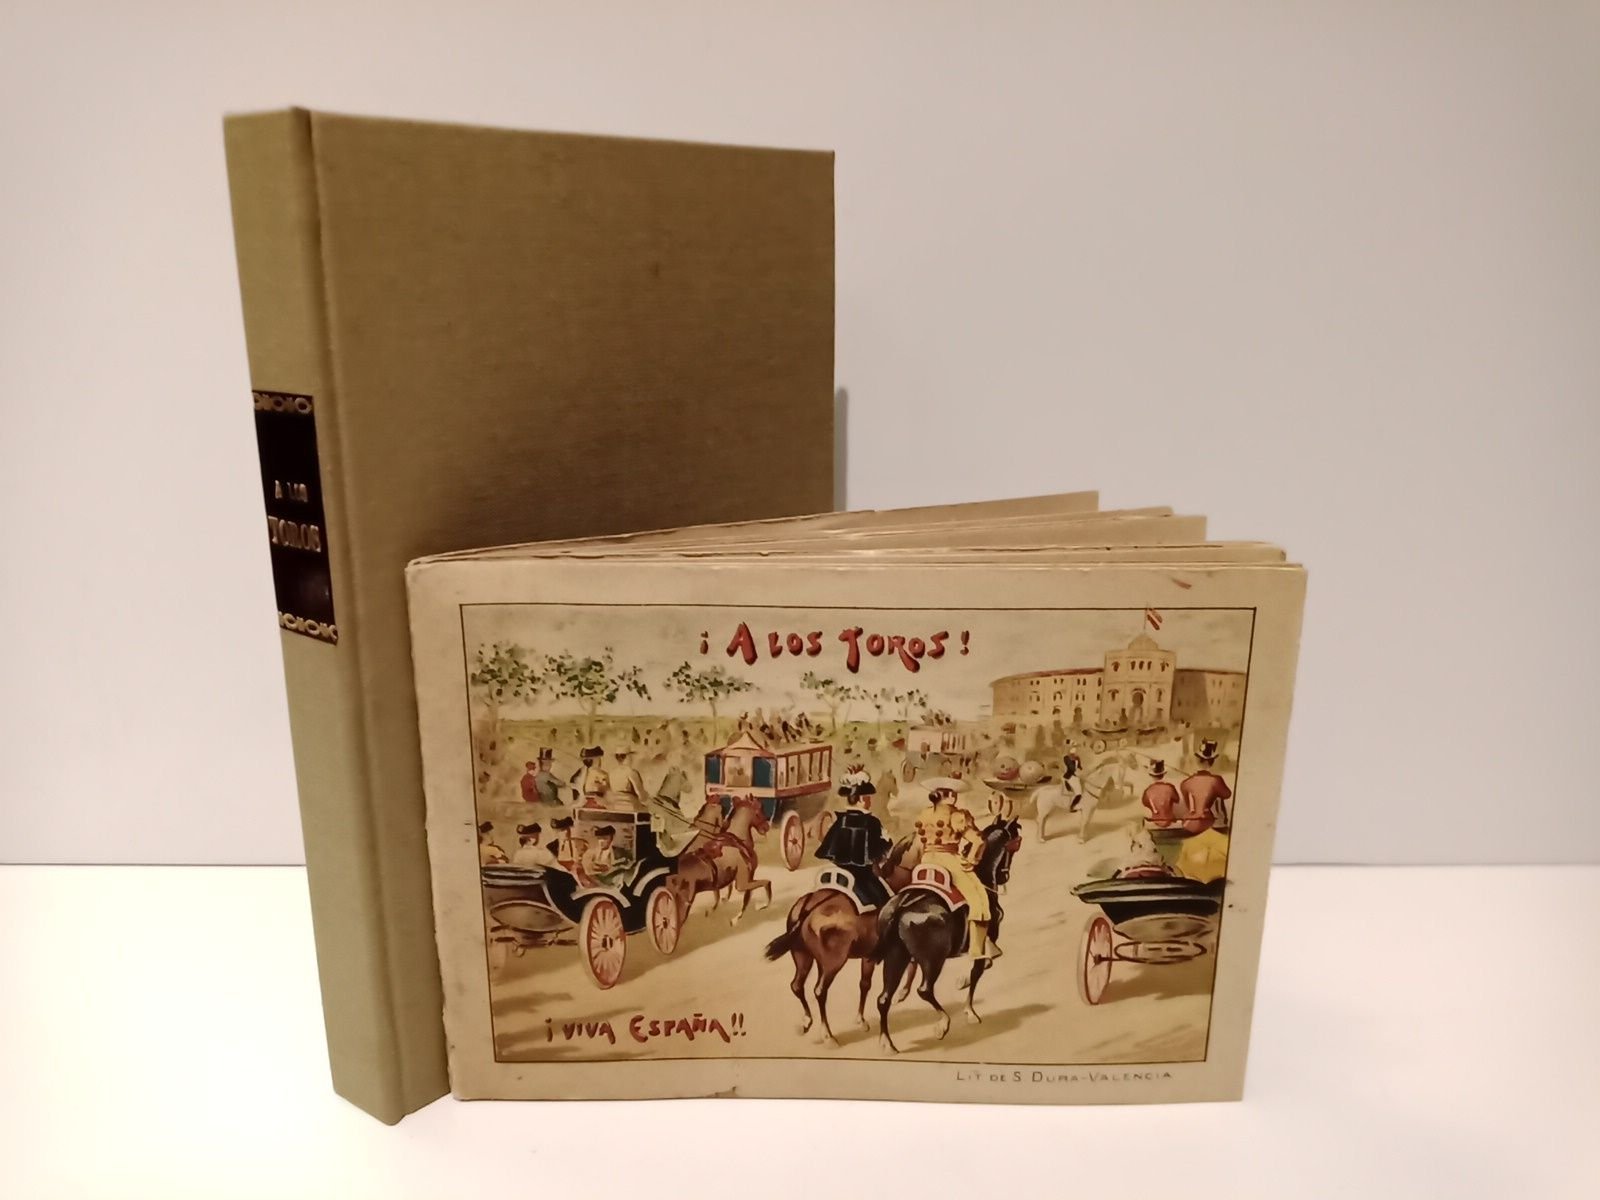 A LOS
TOROS
¡A LOS TOROS!
¡VIVA ESPAÑA!!
LIT DE S. DURA-VALENCIA